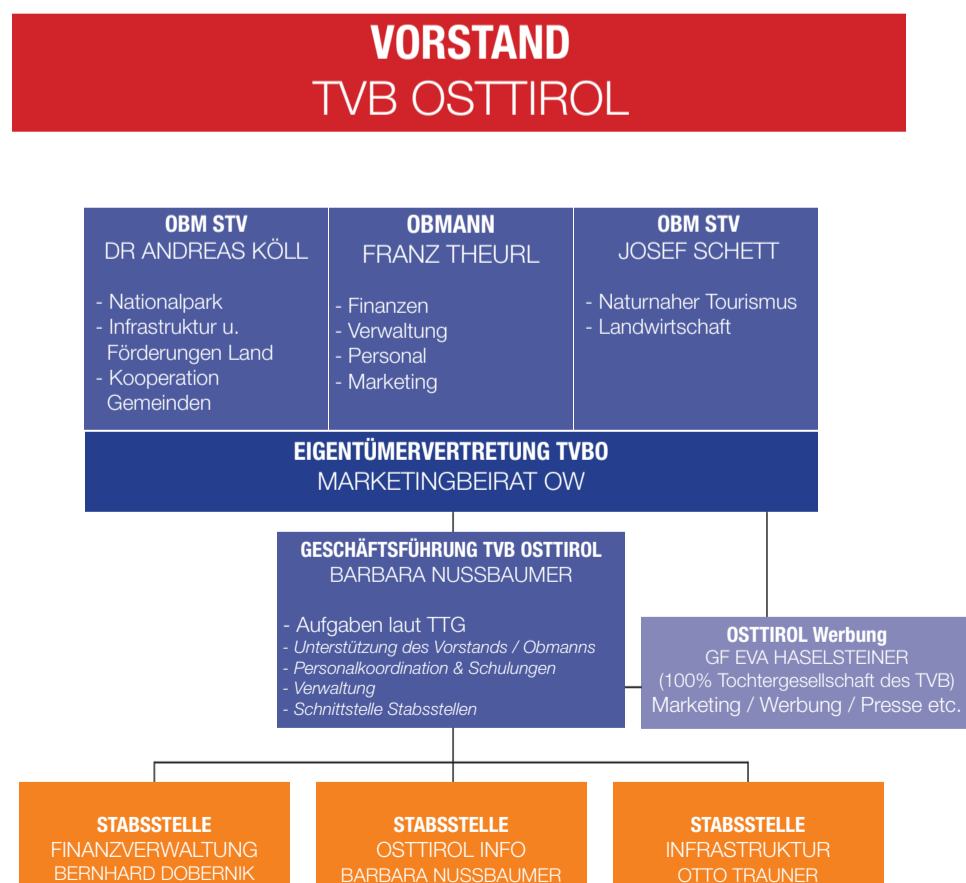 VORSTAND
TVB OSTTIROL
OBM STV
DR ANDREAS KÖLL
- Nationalpark
- Infrastruktur u.
Förderungen Land
- Kooperation
Gemeinden
OBMANN
FRANZ THEURL
- Finanzen
- Verwaltung
- Personal
- Marketing
OBM STV
JOSEF SCHETT
- Naturnaher Tourismus
- Landwirtschaft
EIGENTÜMERVERTRETUNG TVBO
MARKETINGBEIRAT OW
GESCHÄFTSFÜHRUNG TVB OSTTIROL
BARBARA NUSSBAUMER
- Aufgaben laut TTG
- Unterstützung des Vorstands / Obmanns
- Personalkoordination & Schulungen
- Verwaltung
- Schnittstelle Stabsstellen
OSTTIROL Werbung
GF EVA HASELSTEINER
(100% Tochtergesellschaft des TVB)
Marketing / Werbung / Presse etc.
STABSSTELLE
FINANZVERWALTUNG
BERNHARD DOBERNIK
STABSSTELLE
OSTTIROL INFO
BARBARA NUSSBAUMER
STABSSTELLE
INFRASTRUKTUR
OTTO TRAUNER